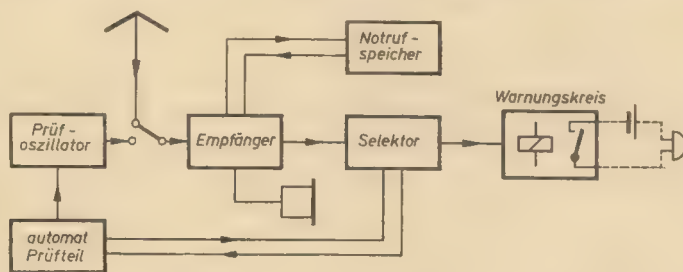 Notruf-
speicher
Warnungskreis
Prüf-
oszillator
Empfänger
Selektor
automat
Prüfteil